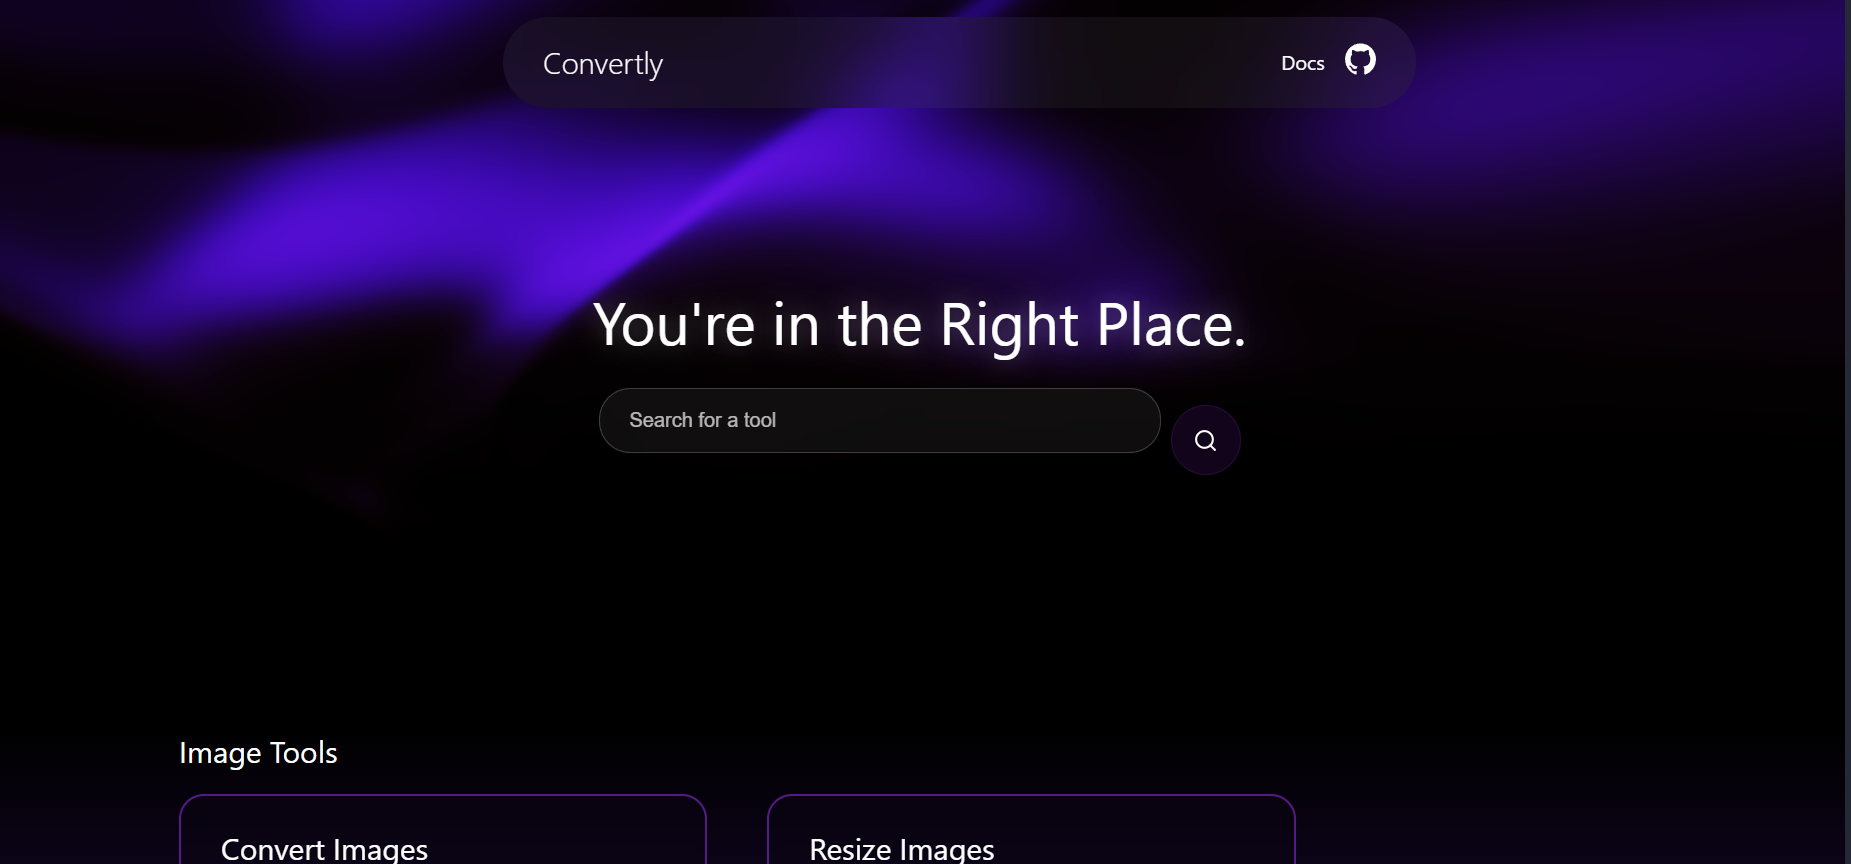 Convertly
Docs
You're in the Right Place.
Search for a tool
Image Tools
Convert Images
Resize Images